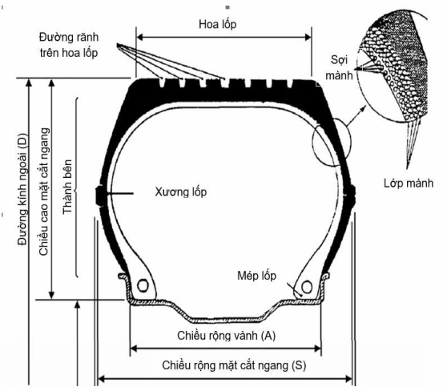 Hoa lốp
Đường rãnh
trên hoa lốp
Sợi
mành
Lớp mành
Đường kính ngoài (D)
Chiều cao mặt cắt ngang
Thành bên
Xương lốp
Mép lốp
Chiều rộng vành (A)
Chiều rộng mặt cắt ngang (S)